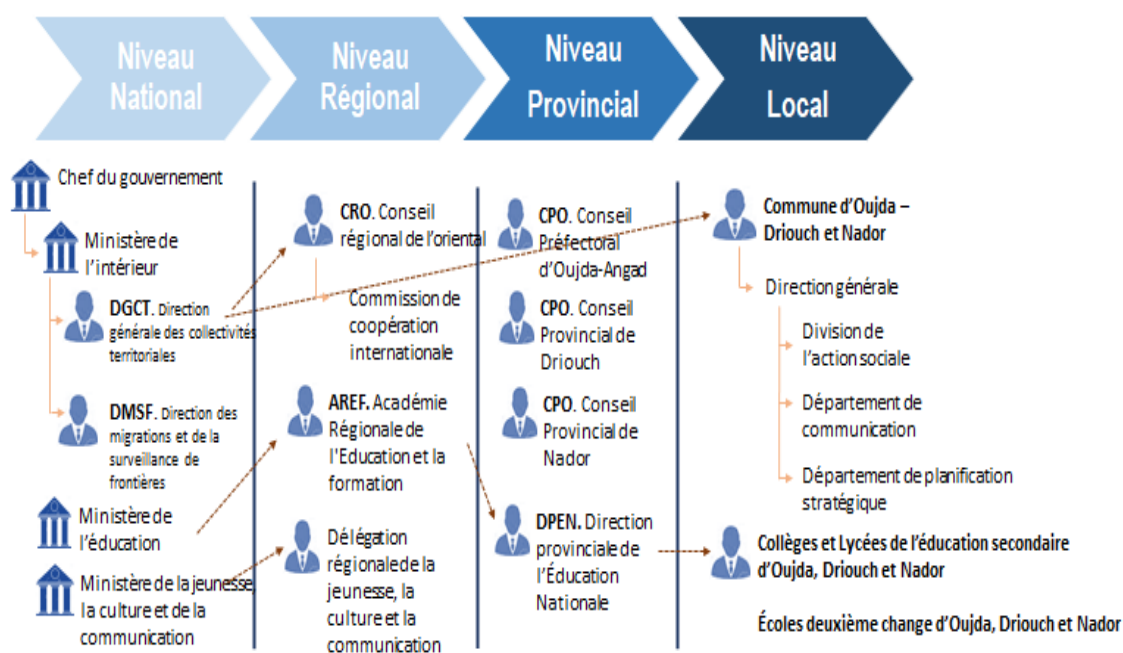 Niveau
National
Niveau
Régional
Niveau
Provincial
Niveau
Local
Chef du gouvernement
Ministère de
l'intérieur
DGCT. Direction
générale des collectivités
territoriales
DMSF. Direction des
migrations et de la
surveillance de
frontières
Ministère de
l'éducation
Ministère de la jeunesse,
la culture et de la
communication
CRO. Conseil
régional de l'oriental
Commission de
coopération
internationale
AREF. Académie
Régionale de
l'Education et la
formation
Délégation
régionale de la
jeunesse, la
culture et la
communication
CPO. Conseil
Préfectoral
d'Oujda-Angad
CPO. Conseil
Provincial de
Driouch
CPO. Conseil
Provincial de
Nador
DPEN. Direction
provinciale de
l'Éducation
Nationale
Commune d'Oujda –
Driouch et Nador
Direction générale
Division de
l'action sociale
Département de
communication
Département de planification
stratégique
Collèges et Lycées de l'éducation secondaire
d'Oujda, Driouch et Nador
Écoles deuxième change d'Oujda, Driouch et Nador